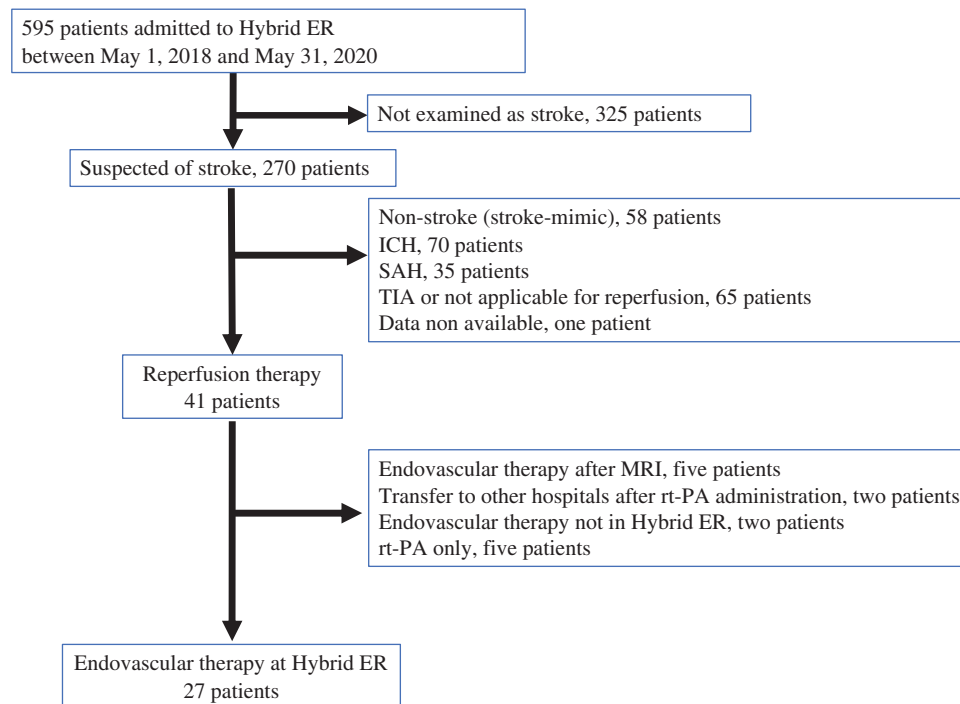 595 patients admitted to Hybrid ER
between May 1, 2018 and May 31, 2020
Not examined as stroke, 325 patients
Suspected of stroke, 270 patients
Non-stroke (stroke-mimic), 58 patients
ICH, 70 patients
SAH, 35 patients
TIA or not applicable for reperfusion, 65 patients
Data non available, one patient
Reperfusion therapy
41 patients
Endovascular therapy after MRI, five patients
Transfer to other hospitals after rt-PA administration, two patients
Endovascular therapy not in Hybrid ER, two patients
rt-PA only, five patients
Endovascular therapy at Hybrid ER
27 patients